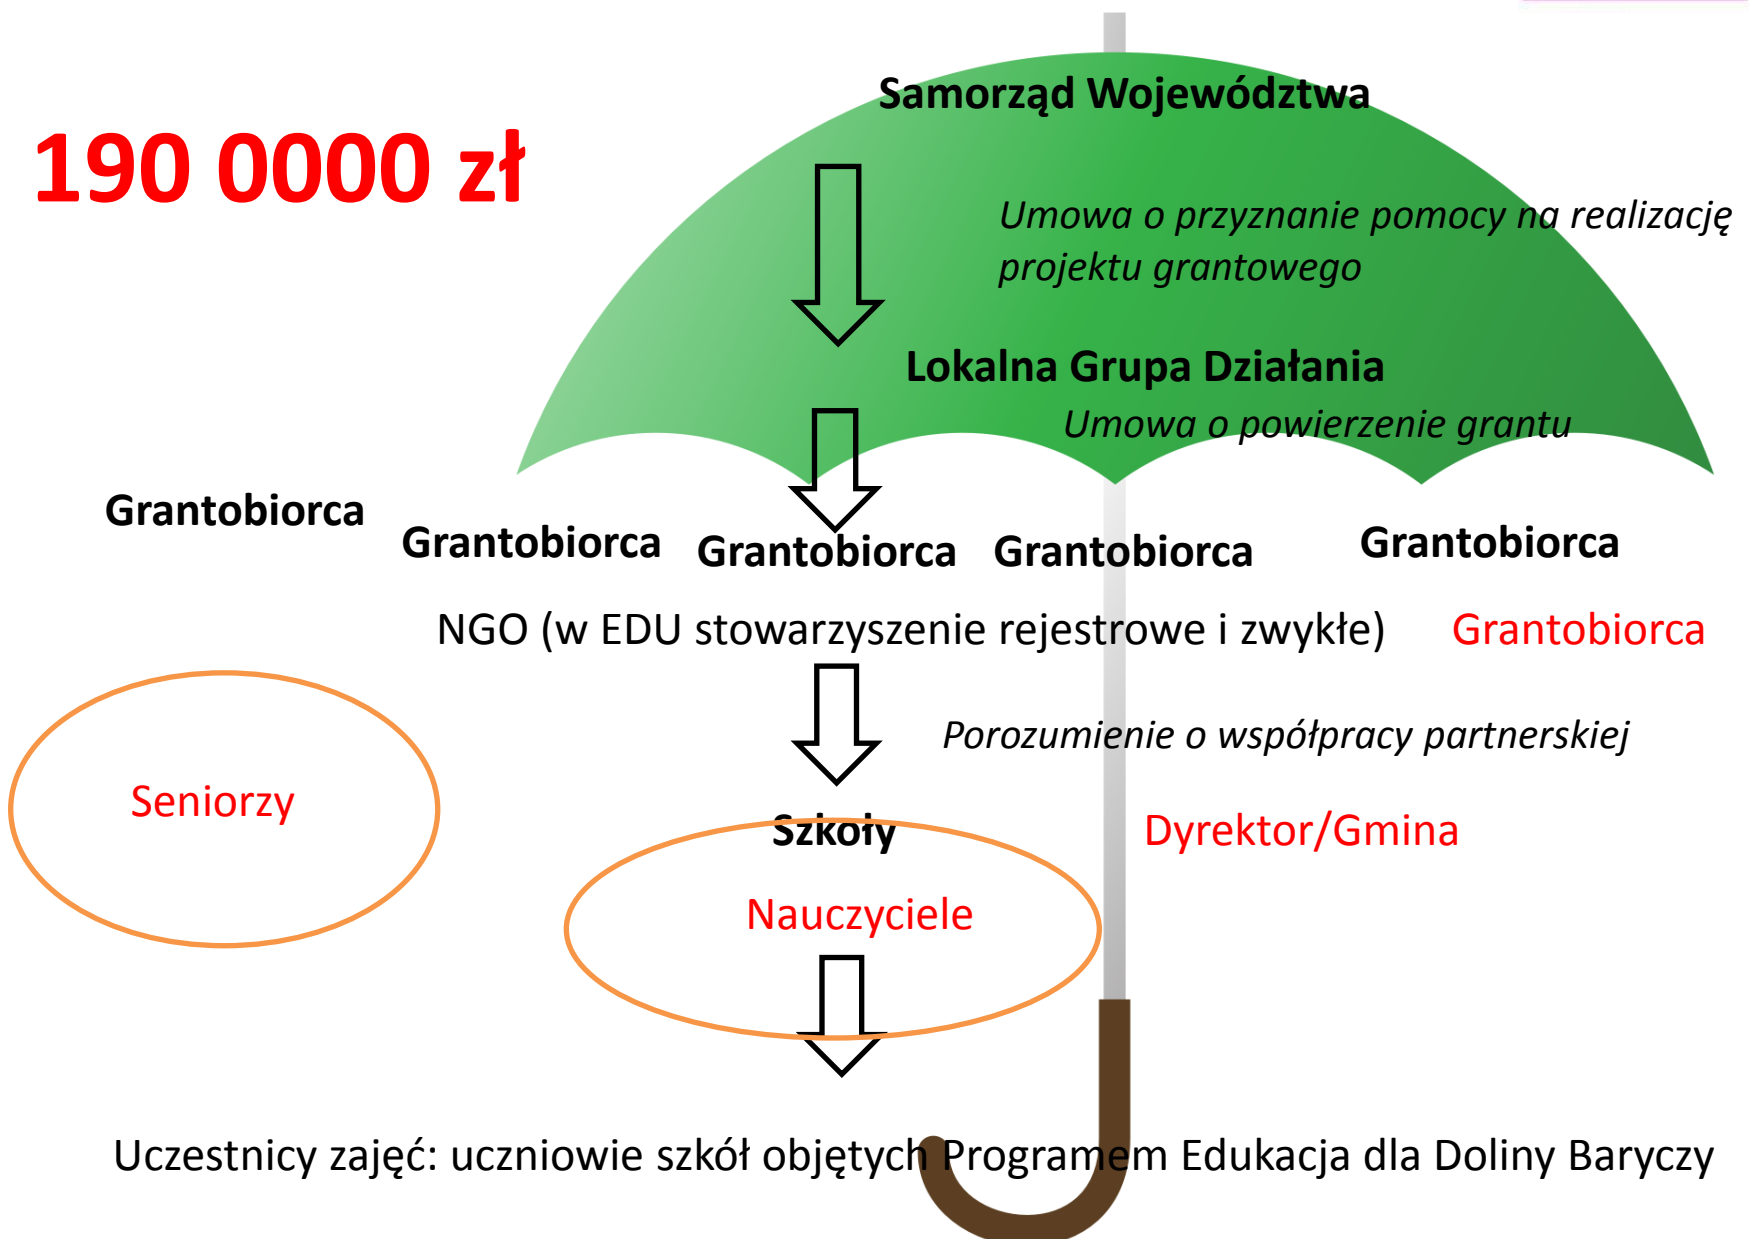 Samorząd Województwa
190 0000 zł
Umowa o przyznanie pomocy na realizację
projektu grantowego
Lokalna Grupa Działania
Umowa o powierzenie grantu
Grantobiorca
Grantobiorca
Grantobiorca
Grantobiorca
Grantobiorca
NGO (w EDU stowarzyszenie rejestrowe i zwykłe)
Grantobiorca
Porozumienie o współpracy partnerskiej
Seniorzy
Szkoły
Dyrektor/Gmina
Nauczyciele
Uczestnicy zajęć: uczniowie szkół objętych Programem Edukacja dla Doliny Baryczy